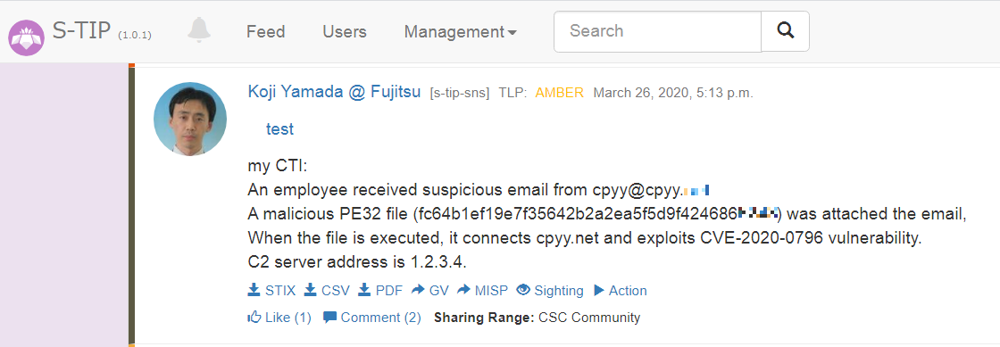 S-TIP (1.0.1) Feed Users Management Search
Koji Yamada @ Fujitsu [s-tip-sns] TLP: AMBER March 26, 2020, 5:13 p.m.
test
my CTI:
An employee received suspicious email from cpyy@cpyy.
A malicious PE32 file (fc64b1ef19e7f35642b2a2ea5f5d9f424686) was attached the email,
When the file is executed, it connects cpyy.net and exploits CVE-2020-0796 vulnerability.
C2 server address is 1.2.3.4.
STIX CSV PDF GV MISP Sighting Action
Like (1) Comment (2) Sharing Range: CSC Community